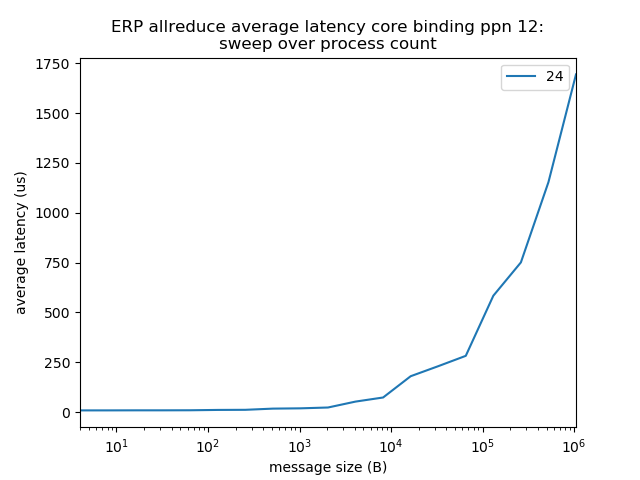 ERP allreduce average latency core binding ppn 12:
sweep over process count
24
1750
1500
1250
1000
750
500
250
0
average latency (us)
10¹ 10² 10³ 10⁴ 10⁵ 10⁶
message size (B)